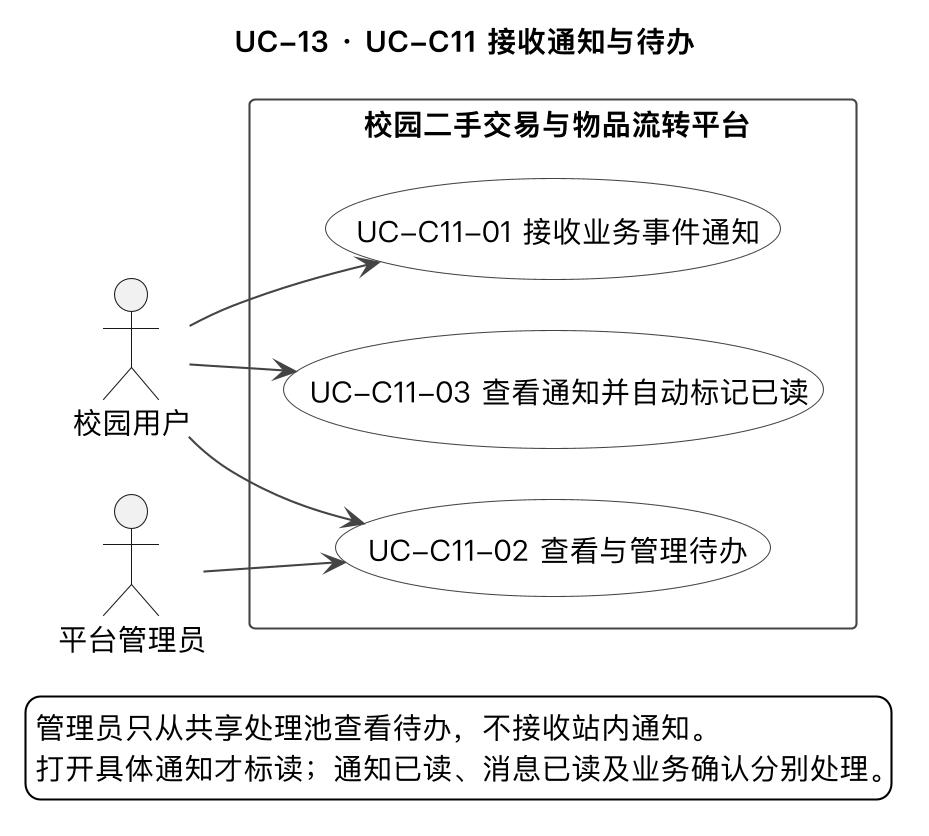 UC–13 · UC–C11 接收通知与待办
校园二手交易与物品流转平台
UC–C11–01 接收业务事件通知
UC–C11–03 查看通知并自动标记已读
校园用户
UC–C11–02 查看与管理待办
平台管理员
管理员只从共享处理池查看待办，不接收站内通知。
打开具体通知才标读；通知已读、消息已读及业务确认分别处理。